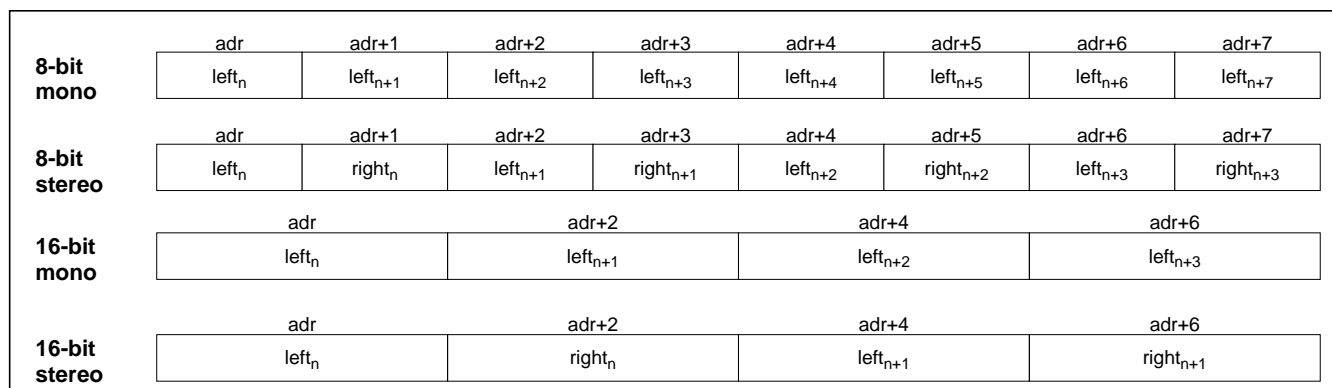 adr adr+1 adr+2 adr+3 adr+4 adr+5 adr+6 adr+7
8-bit mono
leftₙ leftₙ₊₁ leftₙ₊₂ leftₙ₊₃ leftₙ₊₄ leftₙ₊₅ leftₙ₊₆ leftₙ₊₇
adr adr+1 adr+2 adr+3 adr+4 adr+5 adr+6 adr+7
8-bit stereo
leftₙ rightₙ leftₙ₊₁ rightₙ₊₁ leftₙ₊₂ rightₙ₊₂ leftₙ₊₃ rightₙ₊₃
adr adr+2 adr+4 adr+6
16-bit mono
leftₙ leftₙ₊₁ leftₙ₊₂ leftₙ₊₃
adr adr+2 adr+4 adr+6
16-bit stereo
leftₙ rightₙ leftₙ₊₁ rightₙ₊₁